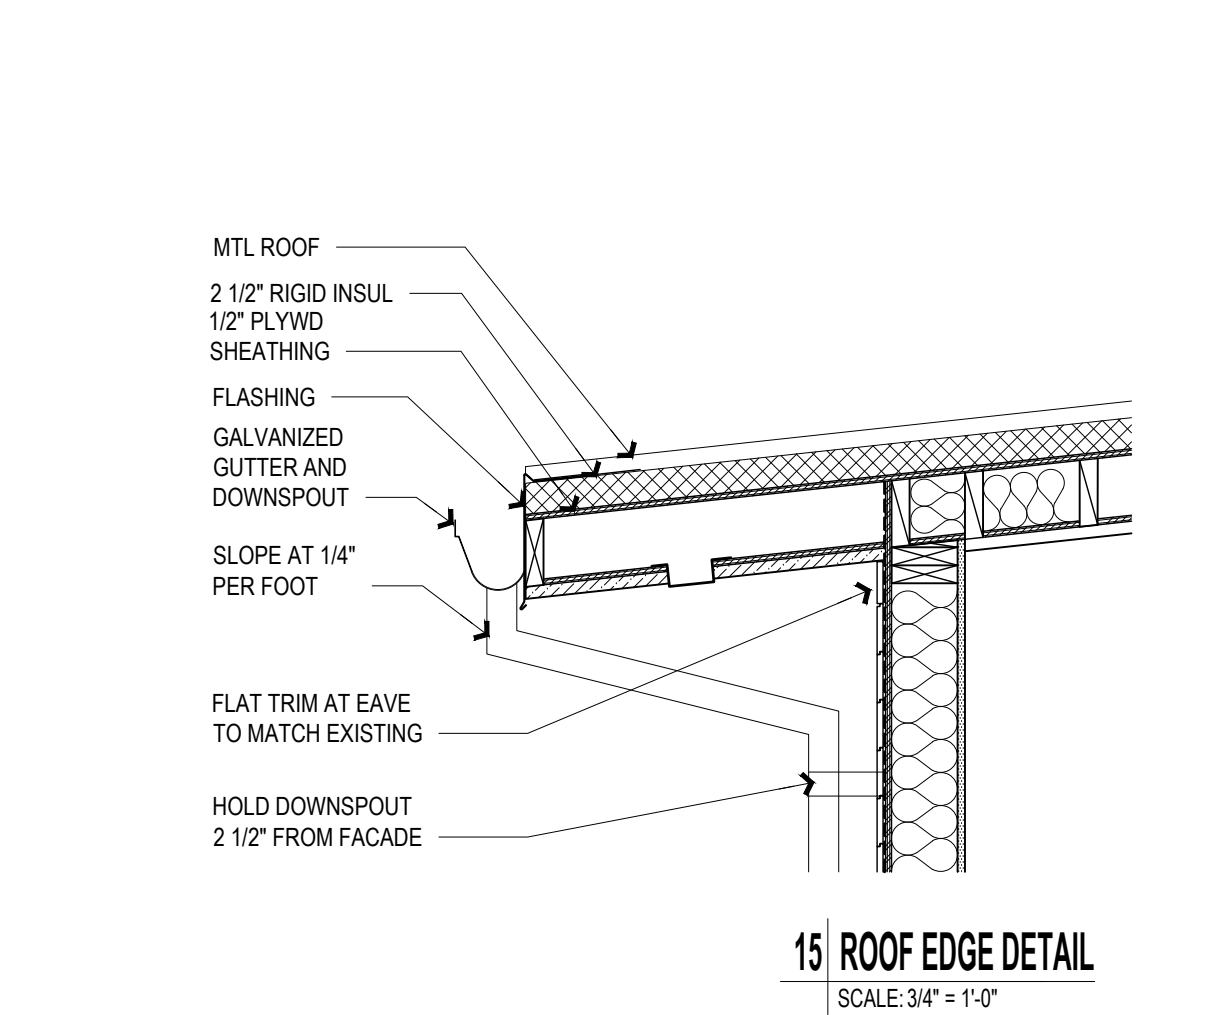 MTL ROOF
2 1/2" RIGID INSUL
1/2" PLYWD
SHEATHING
FLASHING
GALVANIZED
GUTTER AND
DOWNSPOUT
SLOPE AT 1/4"
PER FOOT
FLAT TRIM AT EAVE
TO MATCH EXISTING
HOLD DOWNSPOUT
2 1/2" FROM FACADE
15 ROOF EDGE DETAIL
SCALE: 3/4" = 1'-0"